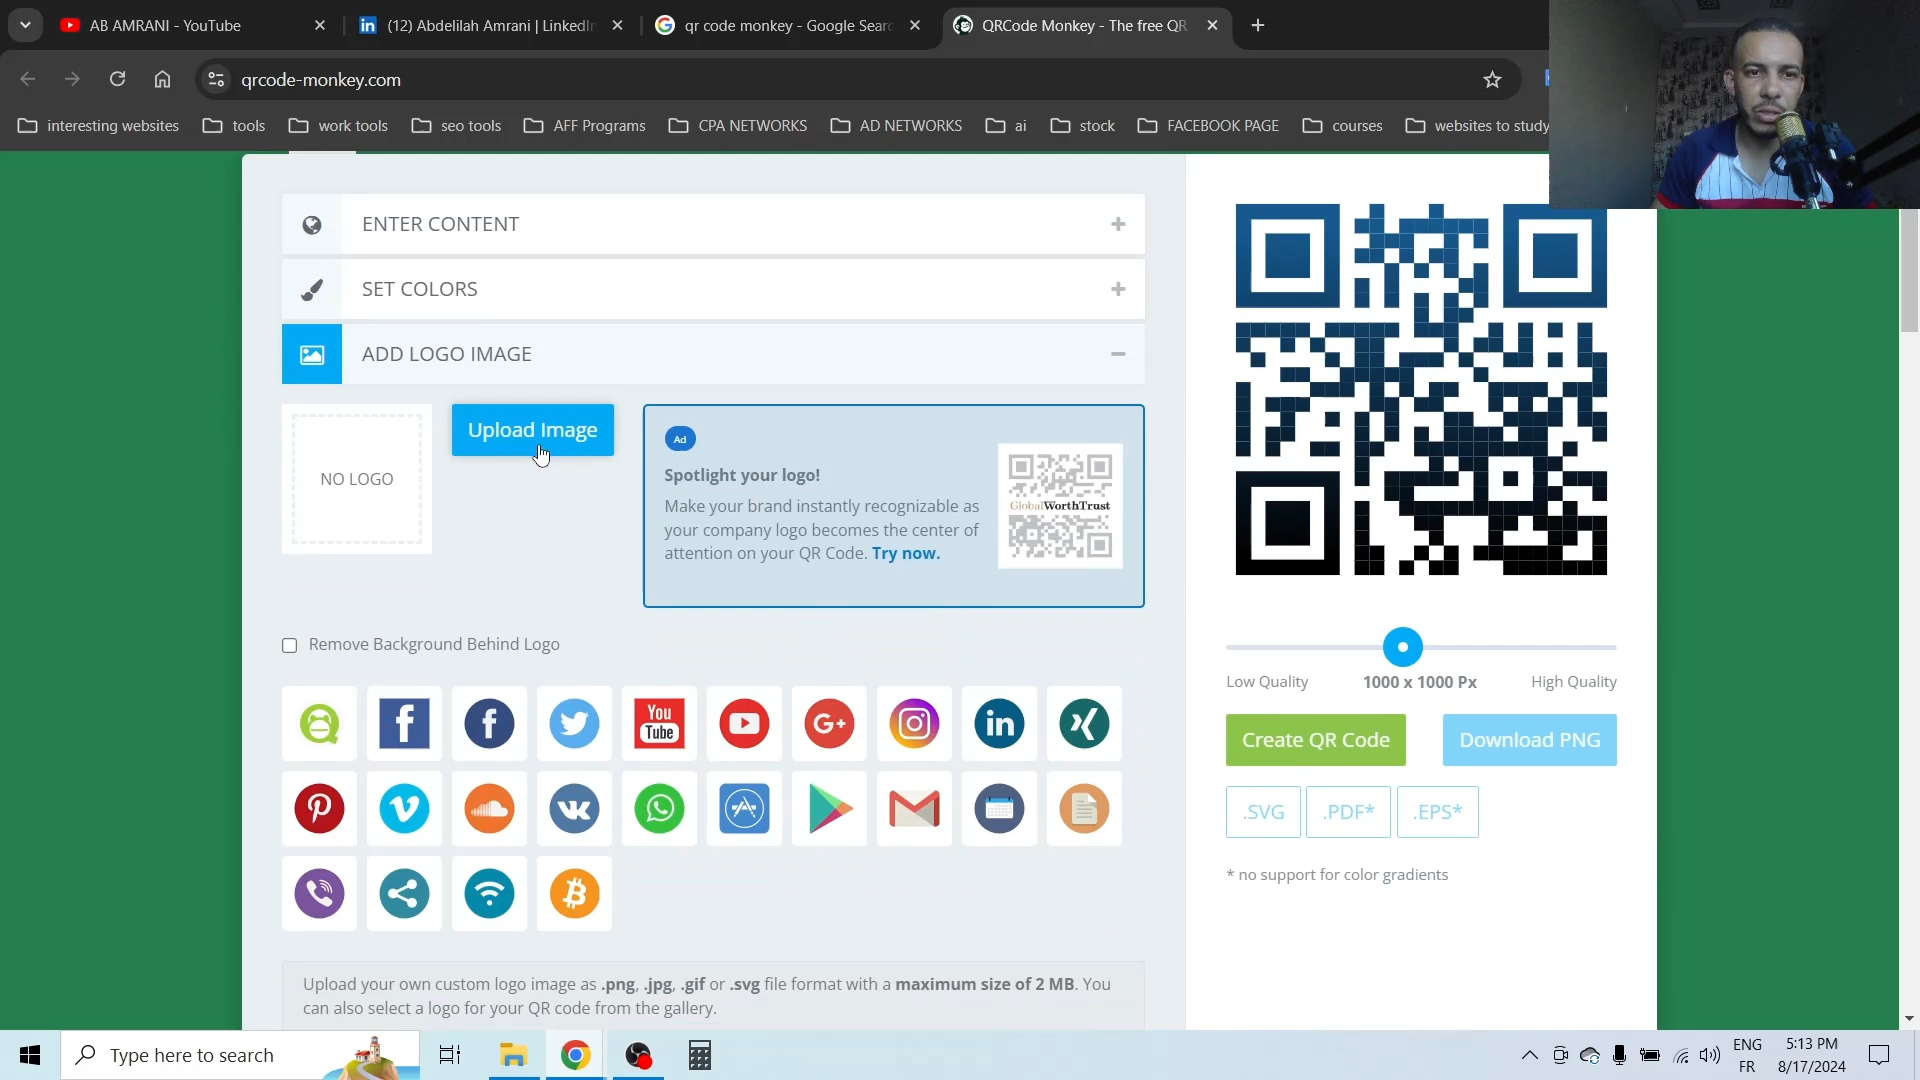 AB AMRANI - YouTube
(12) Abdelilah Amrani | LinkedIn
qr code monkey - Google Searc
QRCode Monkey - The free QR
qrcode-monkey.com
interesting websites
tools
work tools
seo tools
AFF Programs
CPA NETWORKS
AD NETWORKS
ai
stock
FACEBOOK PAGE
courses
websites to study
ENTER CONTENT
SET COLORS
ADD LOGO IMAGE
NO LOGO
Upload Image
Ad
Spotlight your logo!
Make your brand instantly recognizable as
your company logo becomes the center of
attention on your QR Code. Try now.
GlobalWorthTrust
Remove Background Behind Logo
You
Tube
G+
in
Upload your own custom logo image as .png, .jpg, .gif or .svg file format with a maximum size of 2 MB. You
can also select a logo for your QR code from the gallery.
Low Quality
1000 x 1000 Px
High Quality
Create QR Code
Download PNG
.SVG
.PDF*
.EPS*
* no support for color gradients
Type here to search
ENG
FR
5:13 PM
8/17/2024